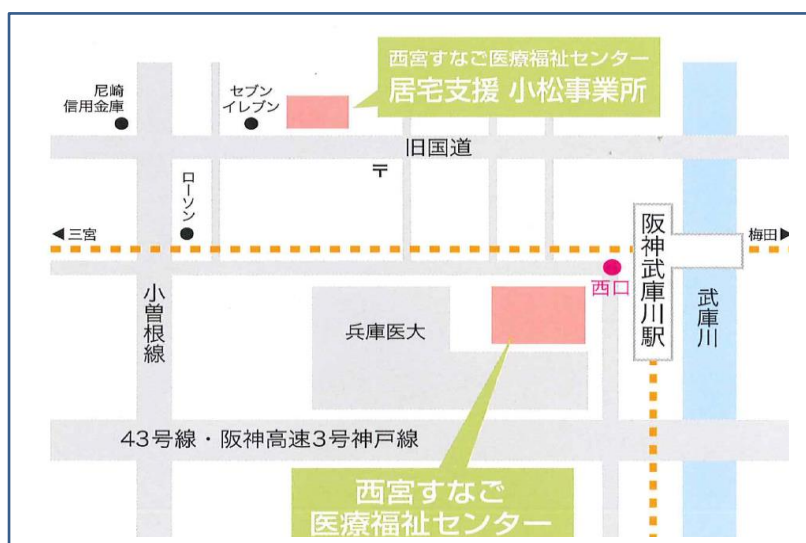 西宮すなご医療福祉センター
居宅支援 小松事業所
尼崎
信用金庫
セブン
イレブン
旧国道
〒
ローソン
◀三宮
梅田▶
西口
阪神武庫川駅
武庫川
小曽根線
兵庫医大
43号線・阪神高速3号神戸線
西宮すなご
医療福祉センター